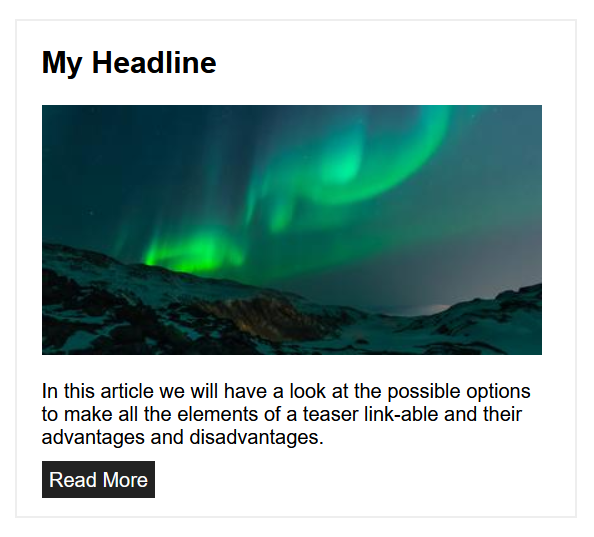 My Headline
In this article we will have a look at the possible options
to make all the elements of a teaser link-able and their
advantages and disadvantages.
Read More